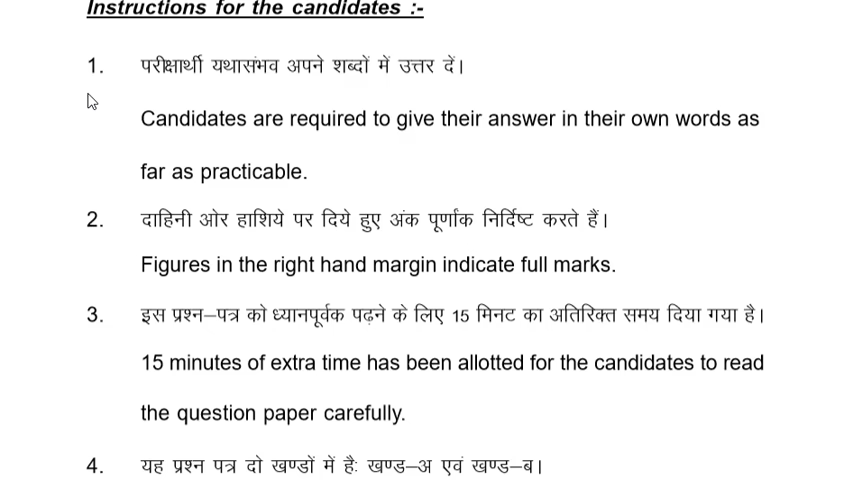 Instructions for the candidates :-
1. परीक्षार्थी यथासंभव अपने शब्दों में उत्तर दें।
Candidates are required to give their answer in their own words as
far as practicable.
2. दाहिनी ओर हाशिये पर दिये हुए अंक पूर्णांक निर्दिष्ट करते हैं।
Figures in the right hand margin indicate full marks.
3. इस प्रश्न–पत्र को ध्यानपूर्वक पढ़ने के लिए 15 मिनट का अतिरिक्त समय दिया गया है।
15 minutes of extra time has been allotted for the candidates to read
the question paper carefully.
4. यह प्रश्न पत्र दो खण्डों में है: खण्ड–अ एवं खण्ड–ब।